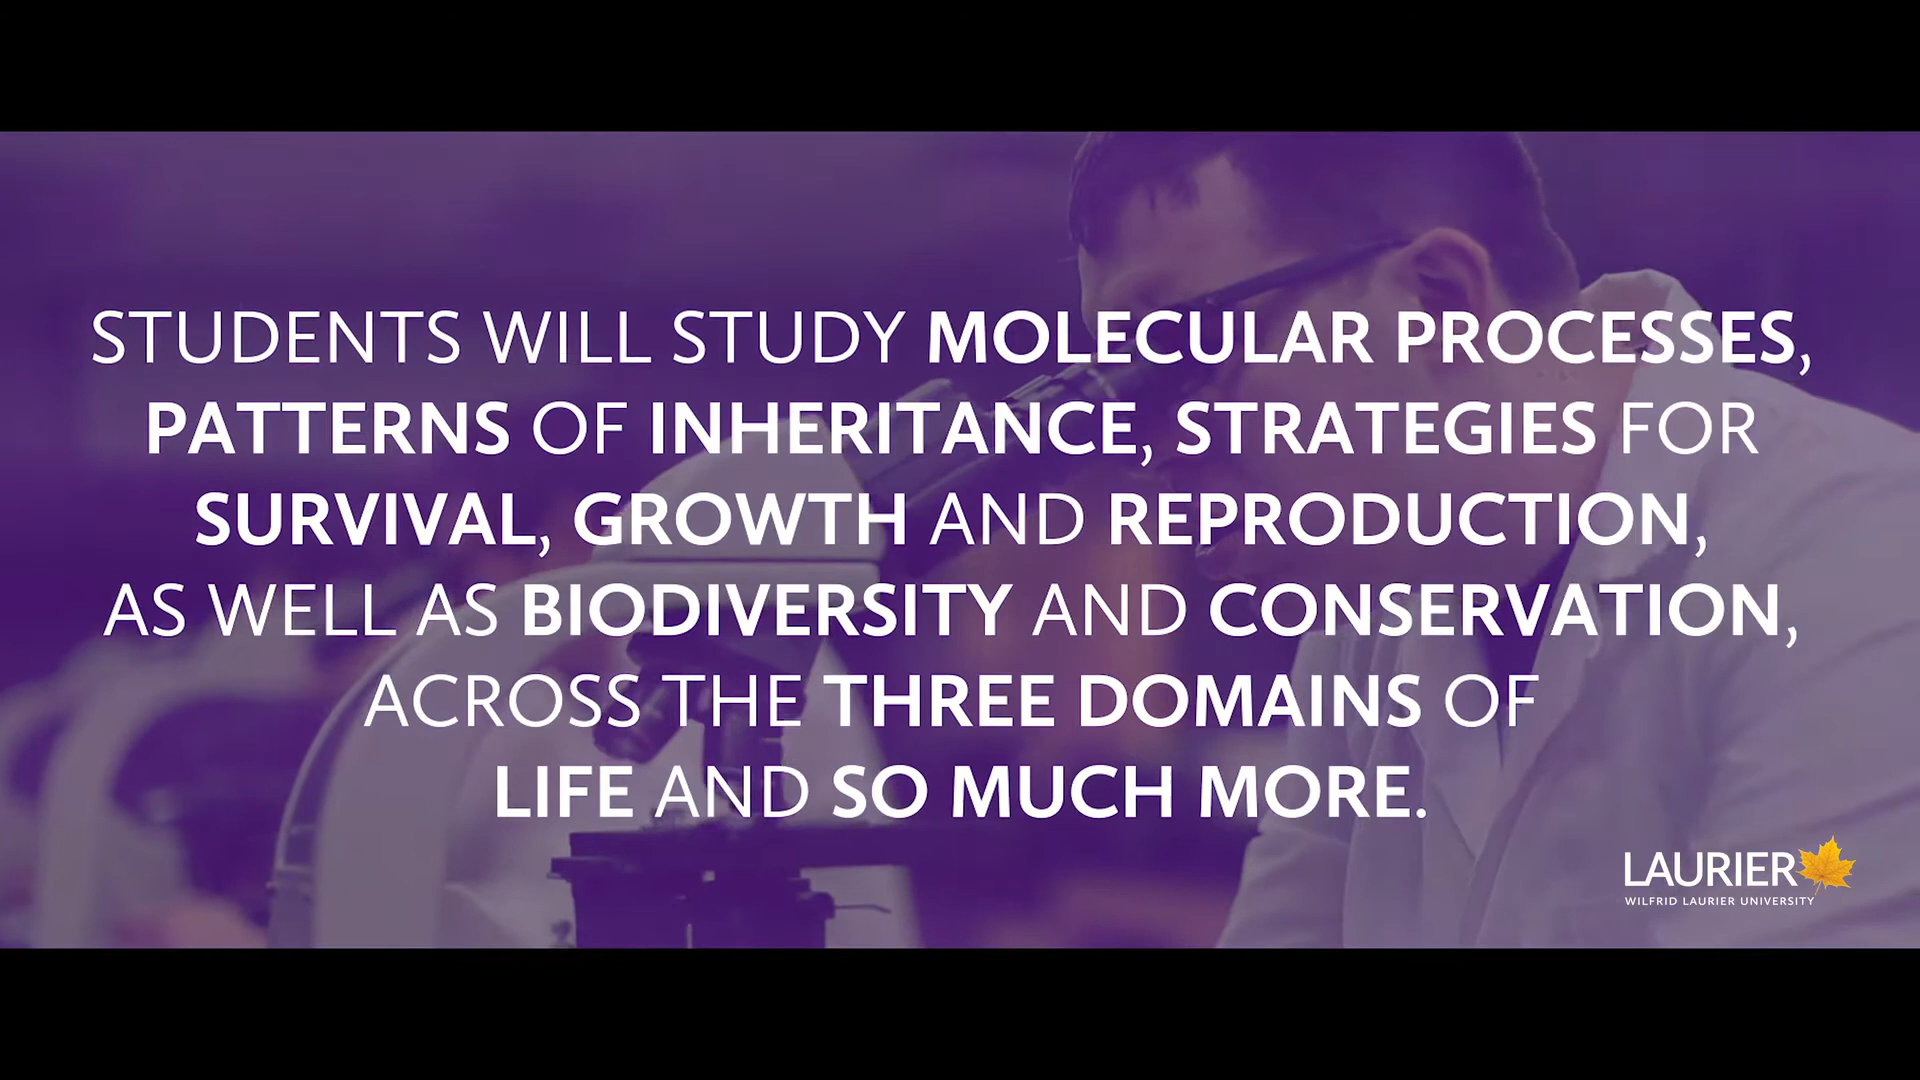 STUDENTS WILL STUDY MOLECULAR PROCESSES,
PATTERNS OF INHERITANCE, STRATEGIES FOR
SURVIVAL, GROWTH AND REPRODUCTION,
AS WELL AS BIODIVERSITY AND CONSERVATION,
ACROSS THE THREE DOMAINS OF
LIFE AND SO MUCH MORE.
LAURIER
WILFRID LAURIER UNIVERSITY